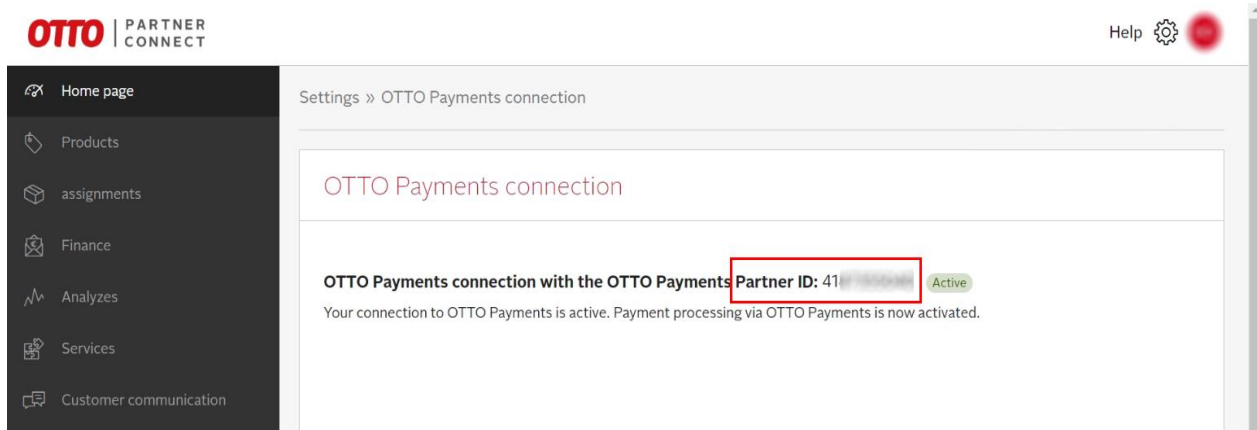 OTTO | PARTNER CONNECT
Help
Home page
Products
assignments
Finance
Analyzes
Services
Customer communication
Settings » OTTO Payments connection
OTTO Payments connection
OTTO Payments connection with the OTTO Payments Partner ID: 41 Active
Your connection to OTTO Payments is active. Payment processing via OTTO Payments is now activated.